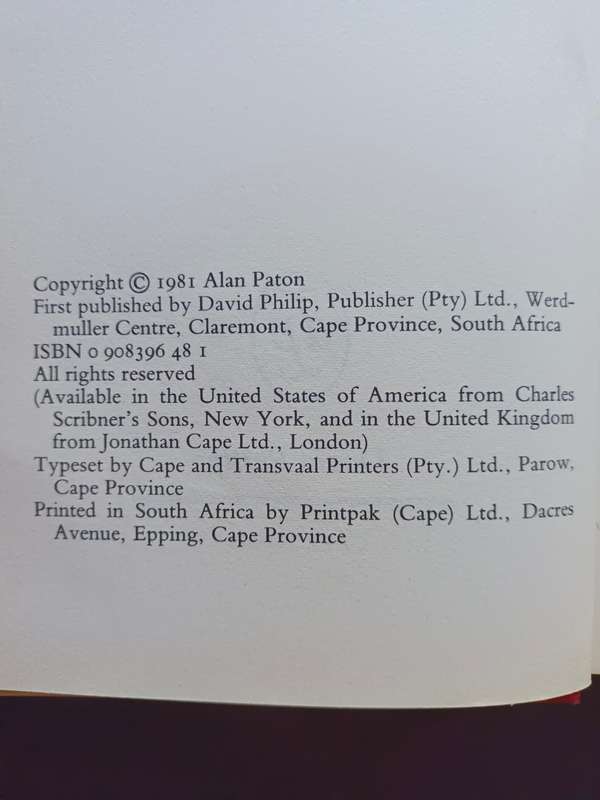 Copyright © 1981 Alan Paton
First published by David Philip, Publisher (Pty) Ltd., Werd-
muller Centre, Claremont, Cape Province, South Africa
ISBN 0 908396 48 1
All rights reserved
(Available in the United States of America from Charles
Scribner's Sons, New York, and in the United Kingdom
from Jonathan Cape Ltd., London)
Typeset by Cape and Transvaal Printers (Pty.) Ltd., Parow,
Cape Province
Printed in South Africa by Printpak (Cape) Ltd., Dacres
Avenue, Epping, Cape Province